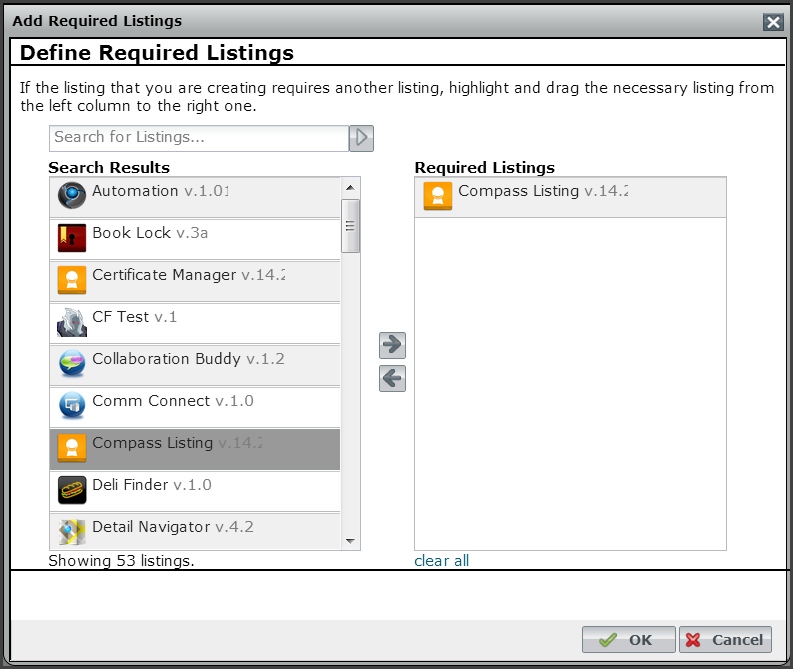 Add Required Listings
Define Required Listings
If the listing that you are creating requires another listing, highlight and drag the necessary listing from
the left column to the right one.
Search for Listings...
Search Results
Automation v.1.01
Book Lock v.3a
Certificate Manager v.14.2
CF Test v.1
Collaboration Buddy v.1.2
Comm Connect v.1.0
Compass Listing v.14.2
Deli Finder v.1.0
Detail Navigator v.4.2
Showing 53 listings.
Required Listings
Compass Listing v.14.2
clear all
OK
Cancel